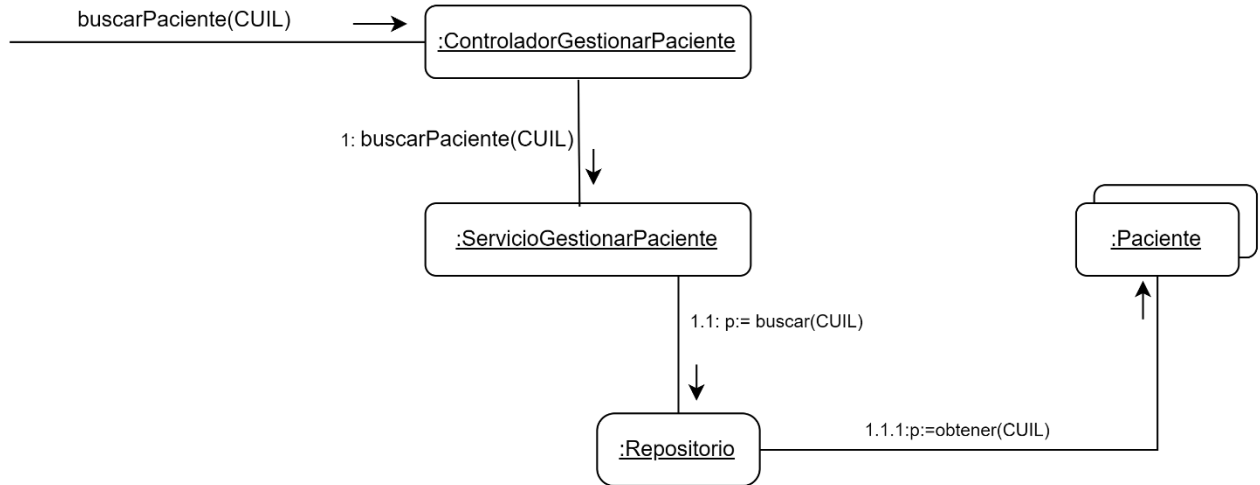 buscarPaciente(CUIL)
:ControladorGestionarPaciente
1: buscarPaciente(CUIL)
:ServicioGestionarPaciente
:Paciente
1.1: p:= buscar(CUIL)
1.1.1:p:=obtener(CUIL)
:Repositorio